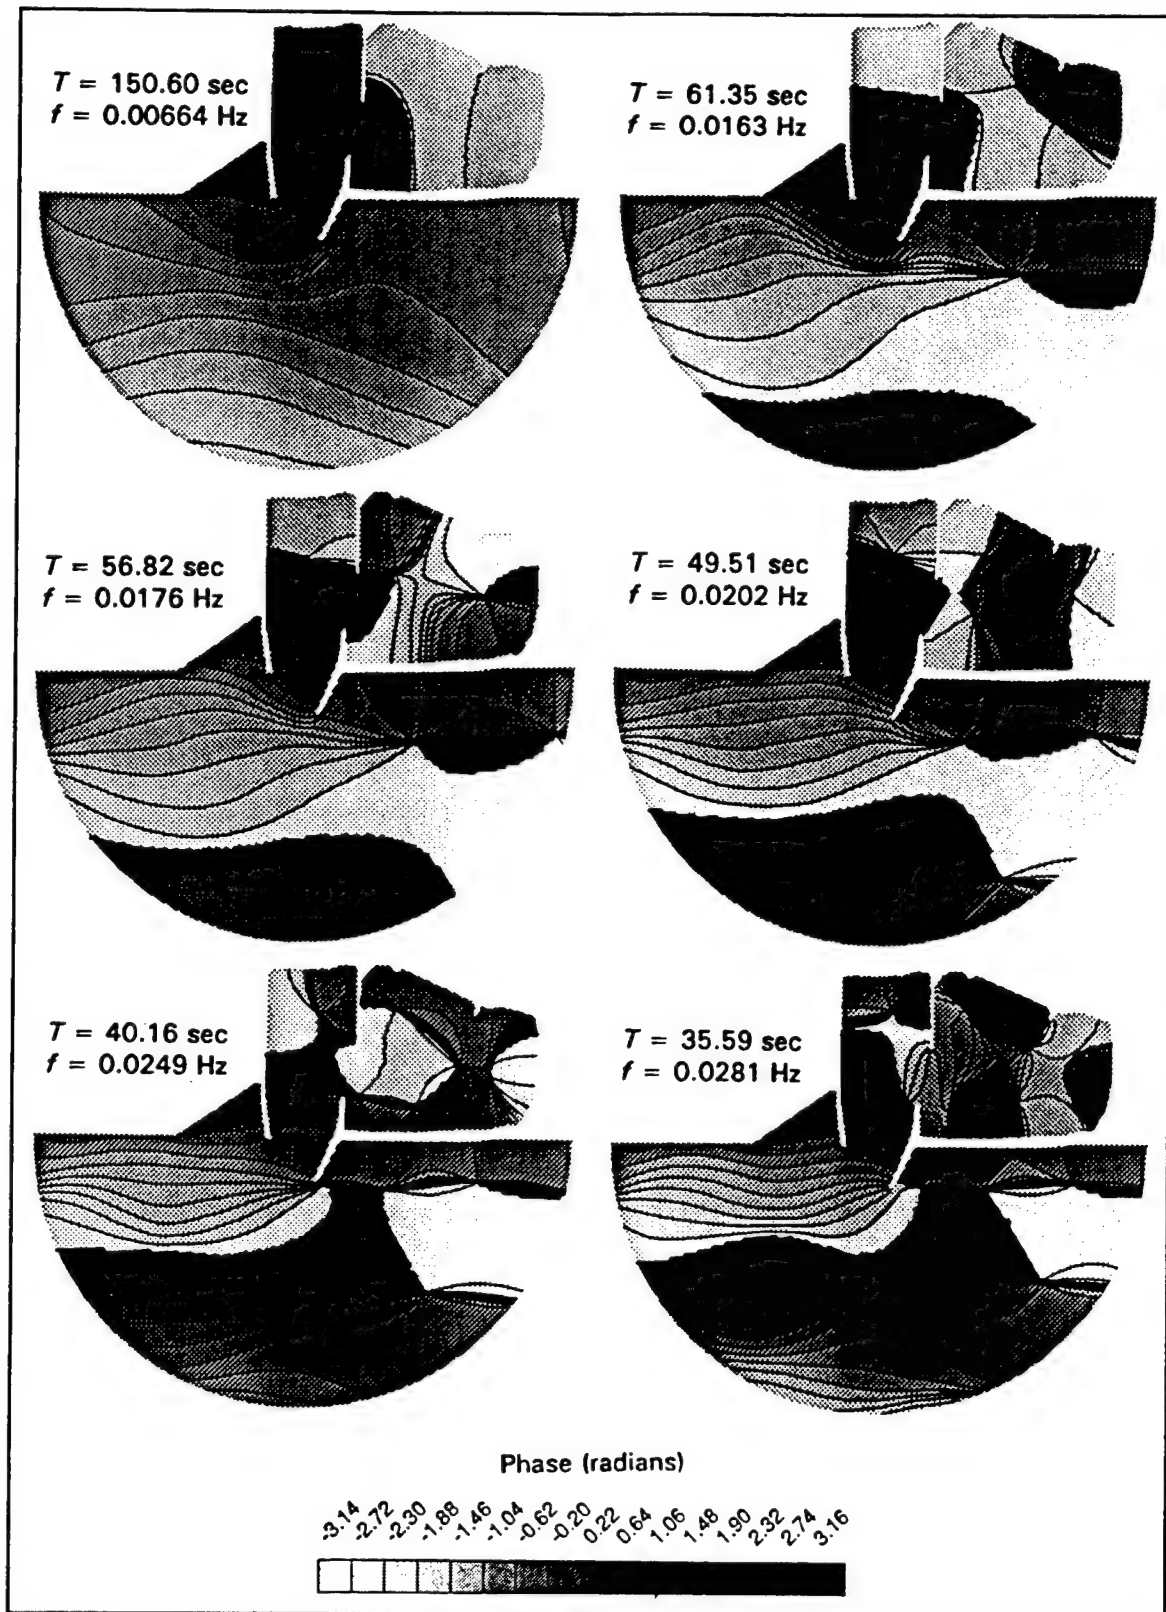 T = 150.60 sec
f = 0.00664 Hz
T = 61.35 sec
f = 0.0163 Hz
T = 56.82 sec
f = 0.0176 Hz
T = 49.51 sec
f = 0.0202 Hz
T = 40.16 sec
f = 0.0249 Hz
T = 35.59 sec
f = 0.0281 Hz
Phase (radians)
-3.14 -2.72 -2.30 -1.88 -1.46 -1.04 -0.62 -0.20 0.22 0.64 1.06 1.48 1.90 2.32 2.74 3.16